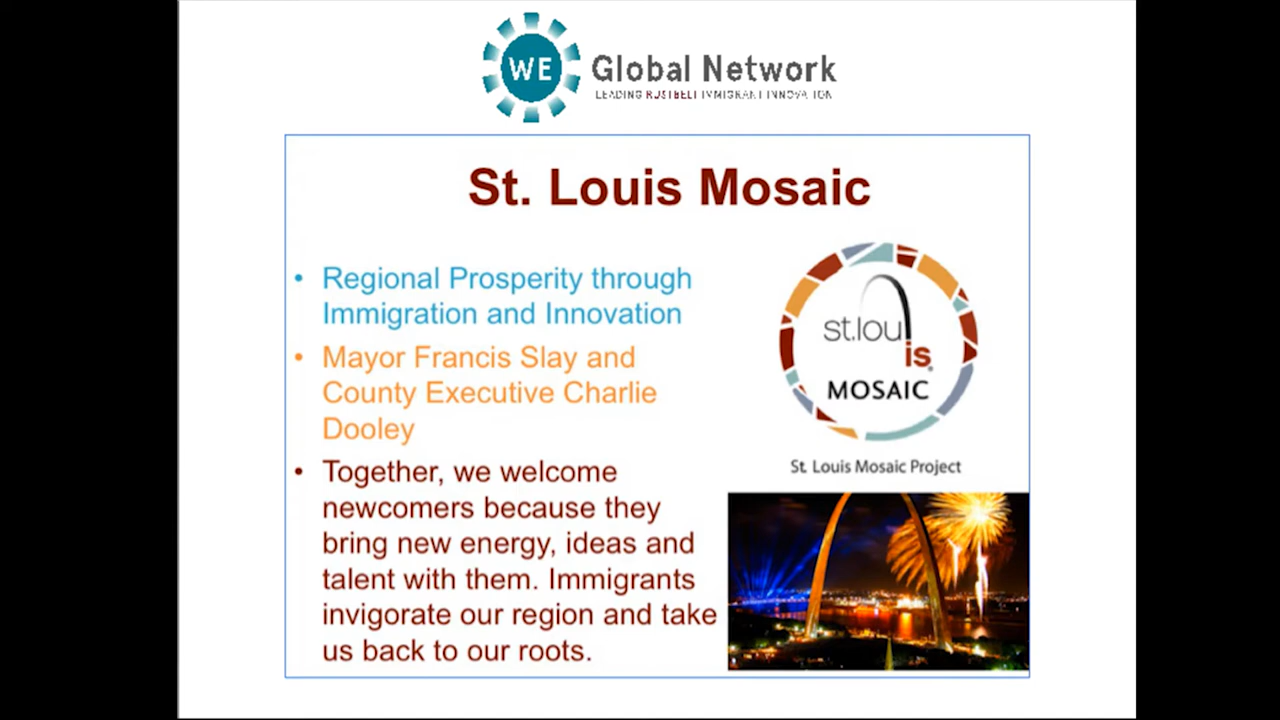 WE Global Network
LEADING RUSTBELT IMMIGRANT INNOVATION
St. Louis Mosaic
• Regional Prosperity through
Immigration and Innovation
• Mayor Francis Slay and
County Executive Charlie
Dooley
• Together, we welcome
newcomers because they
bring new energy, ideas and
talent with them. Immigrants
invigorate our region and take
us back to our roots.
st.lou
is®
MOSAIC
St. Louis Mosaic Project